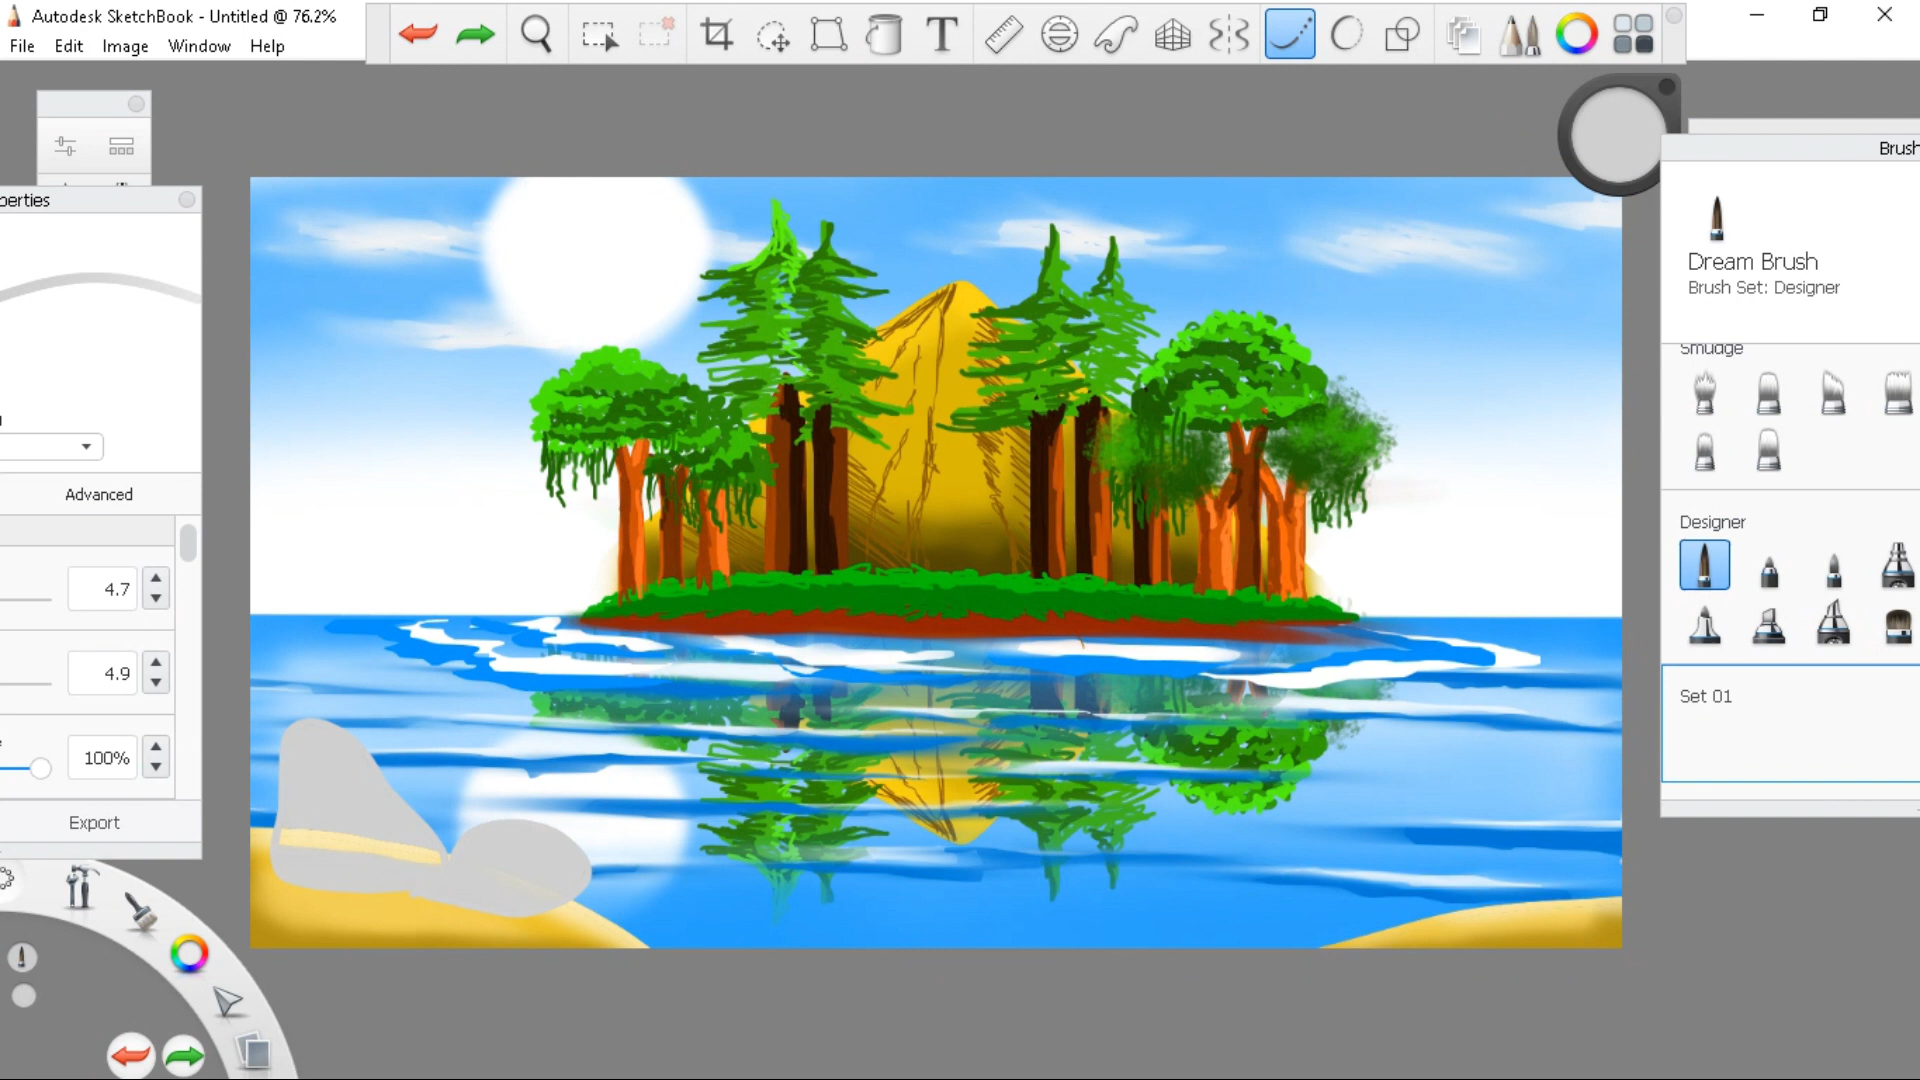 Autodesk SketchBook - Untitled @ 76.2%
File Edit Image Window Help
T
perties
Brush
Dream Brush
Brush Set: Designer
Smudge
Advanced
Designer
4.7
4.9
Set 01
100%
Export